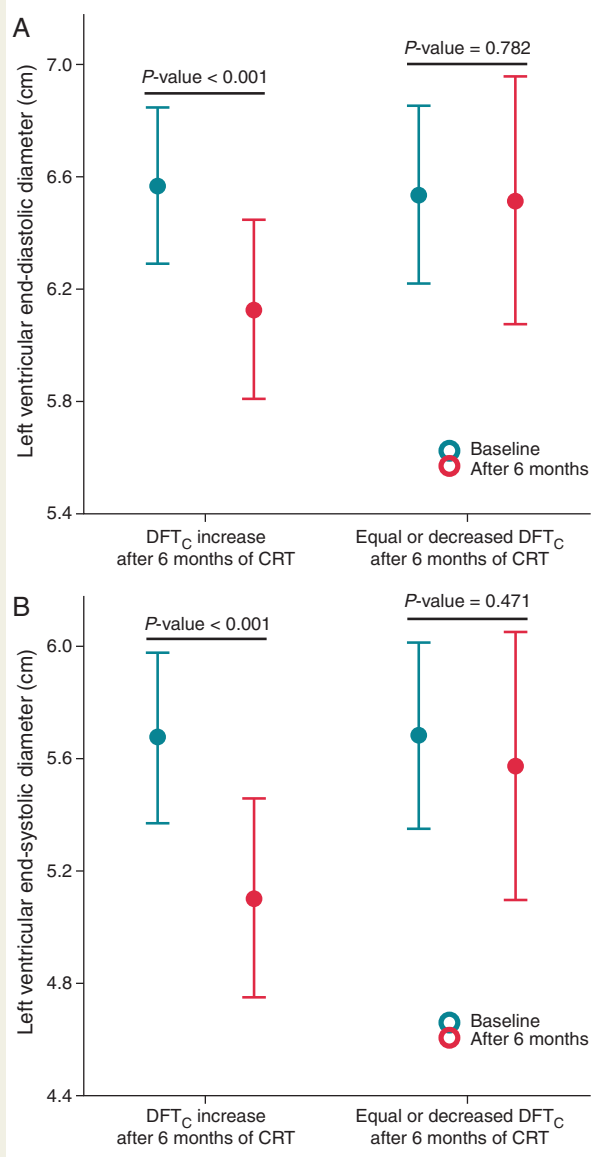 A
Left ventricular end-diastolic diameter (cm)
7.0
6.6
6.2
5.8
5.4
P-value < 0.001
P-value = 0.782
Baseline
After 6 months
DFTC increase
after 6 months of CRT
Equal or decreased DFTC
after 6 months of CRT
B
Left ventricular end-systolic diameter (cm)
6.0
5.6
5.2
4.8
4.4
P-value < 0.001
P-value = 0.471
Baseline
After 6 months
DFTC increase
after 6 months of CRT
Equal or decreased DFTC
after 6 months of CRT